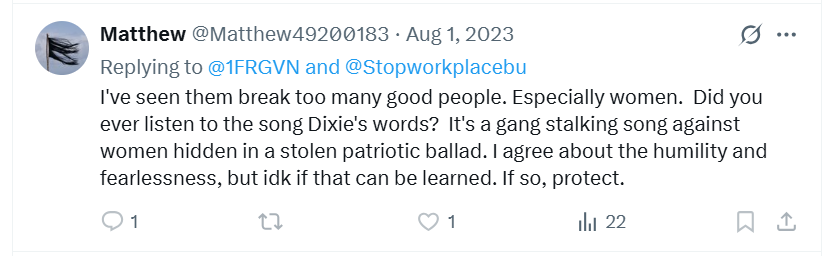 Matthew @Matthew49200183 · Aug 1, 2023
Replying to @1FRGVN and @Stopworkplacebu
I've seen them break too many good people. Especially women.  Did you
ever listen to the song Dixie's words?  It's a gang stalking song against
women hidden in a stolen patriotic ballad. I agree about the humility and
fearlessness, but idk if that can be learned. If so, protect.
1 1 22